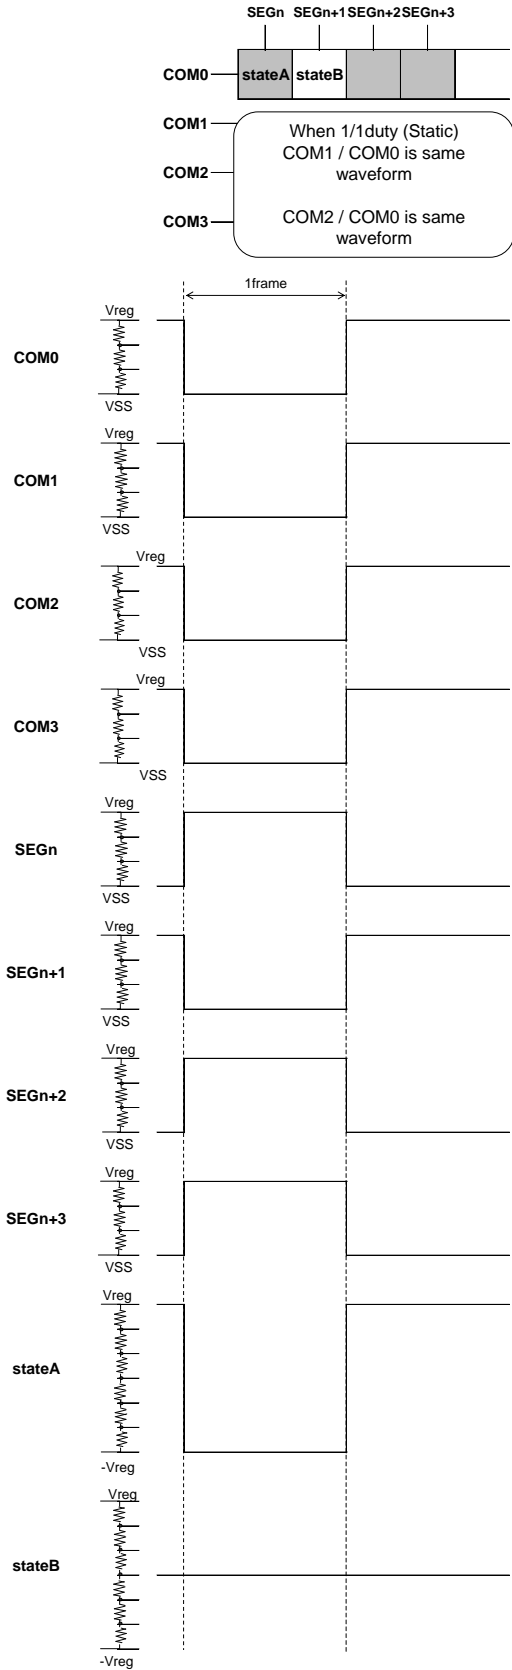 SEGn SEGn+1 SEGn+2 SEGn+3
COM0 stateA stateB
COM1
COM2
COM3
When 1/1duty (Static)
COM1 / COM0 is same
waveform
COM2 / COM0 is same
waveform
1frame
Vreg
COM0
VSS
Vreg
COM1
VSS
Vreg
COM2
VSS
Vreg
COM3
VSS
Vreg
SEGn
VSS
Vreg
SEGn+1
VSS
Vreg
SEGn+2
VSS
Vreg
SEGn+3
VSS
Vreg
stateA
-Vreg
Vreg
stateB
-Vreg